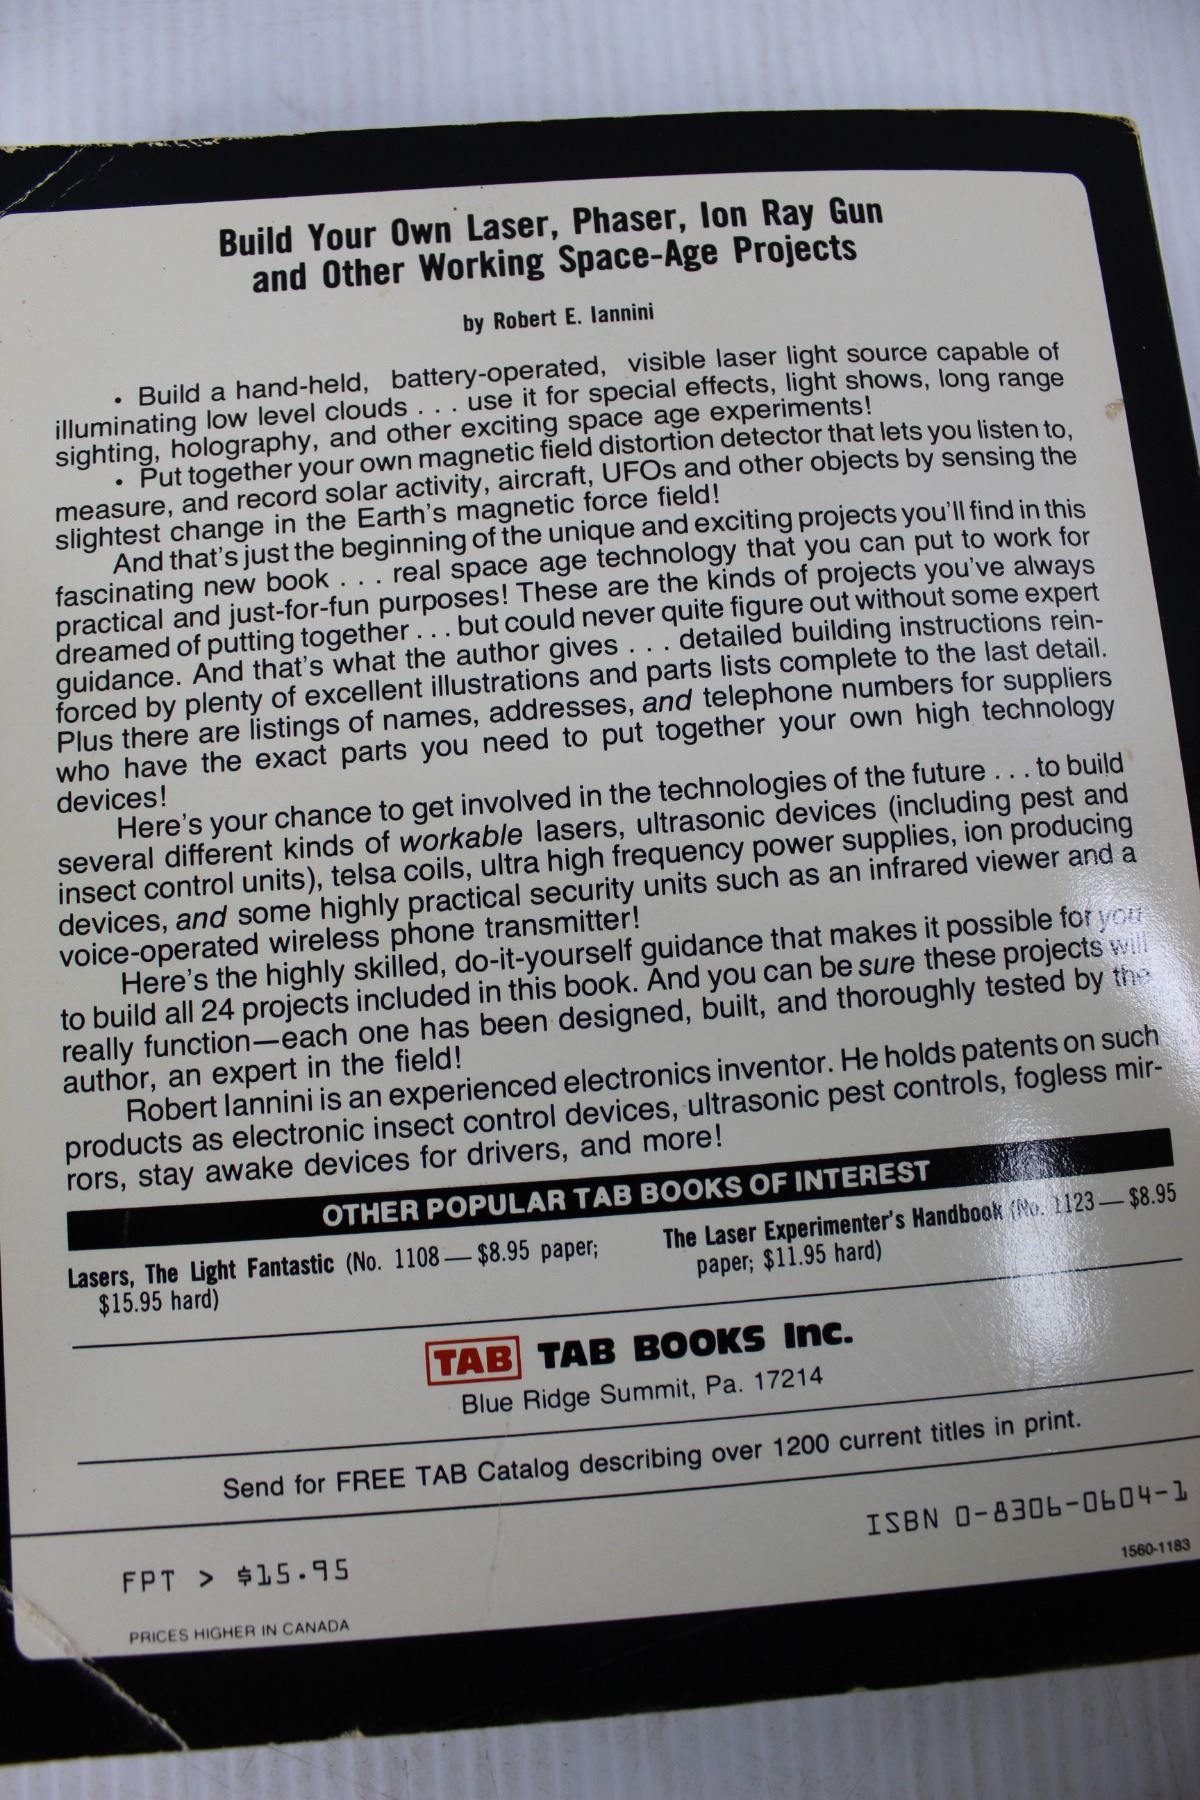 Build Your Own Laser, Phaser, Ion Ray Gun
and Other Working Space-Age Projects
by Robert E. Iannini
• Build a hand-held, battery-operated, visible laser light source capable of
illuminating low level clouds . . . use it for special effects, light shows, long range
sighting, holography, and other exciting space age experiments!
• Put together your own magnetic field distortion detector that lets you listen to,
measure, and record solar activity, aircraft, UFOs and other objects by sensing the
slightest change in the Earth's magnetic force field!
And that's just the beginning of the unique and exciting projects you'll find in this
fascinating new book . . . real space age technology that you can put to work for
practical and just-for-fun purposes! These are the kinds of projects you've always
dreamed of putting together . . . but could never quite figure out without some expert
guidance. And that's what the author gives . . . detailed building instructions rein-
forced by plenty of excellent illustrations and parts lists complete to the last detail.
Plus there are listings of names, addresses, and telephone numbers for suppliers
who have the exact parts you need to put together your own high technology
devices!
Here's your chance to get involved in the technologies of the future . . . to build
several different kinds of workable lasers, ultrasonic devices (including pest and
insect control units), telsa coils, ultra high frequency power supplies, ion producing
devices, and some highly practical security units such as an infrared viewer and a
voice-operated wireless phone transmitter!
Here's the highly skilled, do-it-yourself guidance that makes it possible for you
to build all 24 projects included in this book. And you can be sure these projects will
really function—each one has been designed, built, and thoroughly tested by the
author, an expert in the field!
Robert Iannini is an experienced electronics inventor. He holds patents on such
products as electronic insect control devices, ultrasonic pest controls, fogless mir-
rors, stay awake devices for drivers, and more!
OTHER POPULAR TAB BOOKS OF INTEREST
Lasers, The Light Fantastic (No. 1108—$8.95 paper;
$15.95 hard)
The Laser Experimenter's Handbook (No. 1123—$8.95
paper; $11.95 hard)
TAB TAB BOOKS Inc.
Blue Ridge Summit, Pa. 17214
Send for FREE TAB Catalog describing over 1200 current titles in print.
FPT > $15.95
PRICES HIGHER IN CANADA
ISBN 0-8306-0604-1
1560-1183